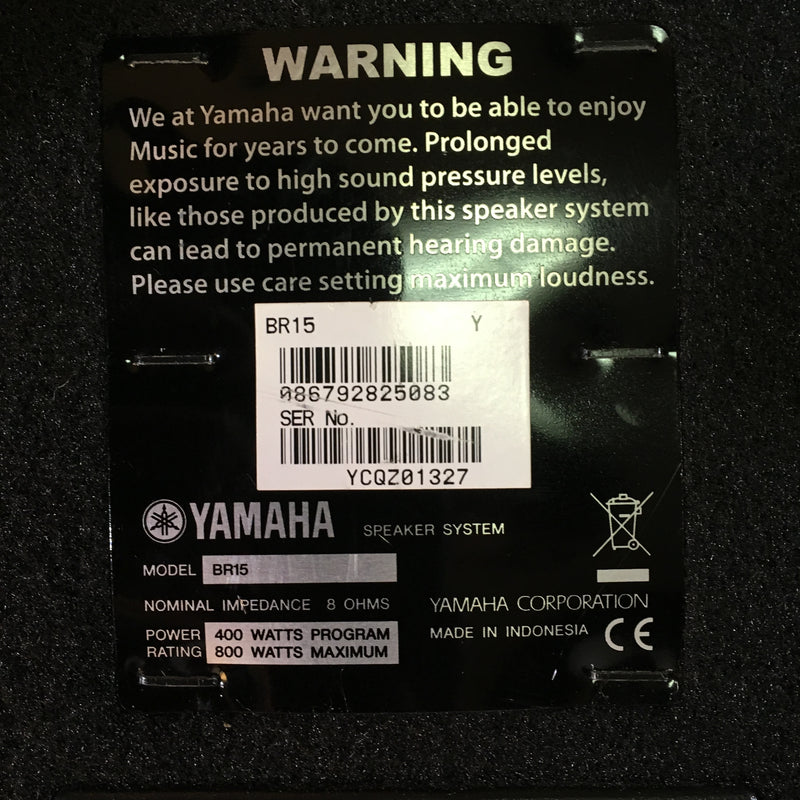 WARNING
We at Yamaha want you to be able to enjoy
Music for years to come. Prolonged
exposure to high sound pressure levels,
like those produced by this speaker system
can lead to permanent hearing damage.
Please use care setting maximum loudness.
BR15 Y
086792825083
SER No.
YCQZ01327
YAMAHA SPEAKER SYSTEM
MODEL BR15
NOMINAL IMPEDANCE 8 OHMS
POWER RATING 400 WATTS PROGRAM
800 WATTS MAXIMUM
YAMAHA CORPORATION
MADE IN INDONESIA CE